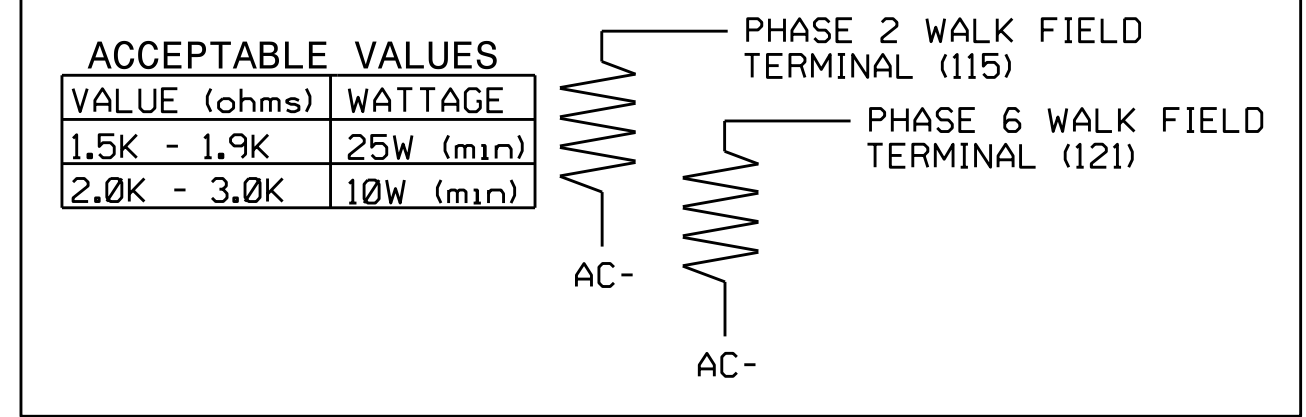 ACCEPTABLE VALUES
VALUE (ohms) WATTAGE
1.5K - 1.9K 25W (min)
2.0K - 3.0K 10W (min)
PHASE 2 WALK FIELD
TERMINAL (115)
AC-
PHASE 6 WALK FIELD
TERMINAL (121)
AC-